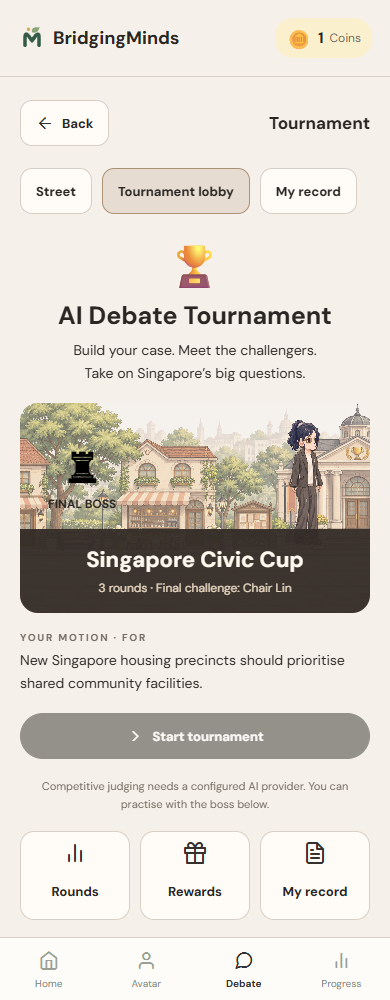 BridgingMinds
1 Coins
Back
Tournament
Street
Tournament lobby
My record
AI Debate Tournament
Build your case. Meet the challengers.
Take on Singapore's big questions.
FINAL BOSS
Singapore Civic Cup
3 rounds · Final challenge: Chair Lin
YOUR MOTION · FOR
New Singapore housing precincts should prioritise
shared community facilities.
Start tournament
Competitive judging needs a configured AI provider. You can
practise with the boss below.
Rounds
Rewards
My record
Home
Avatar
Debate
Progress